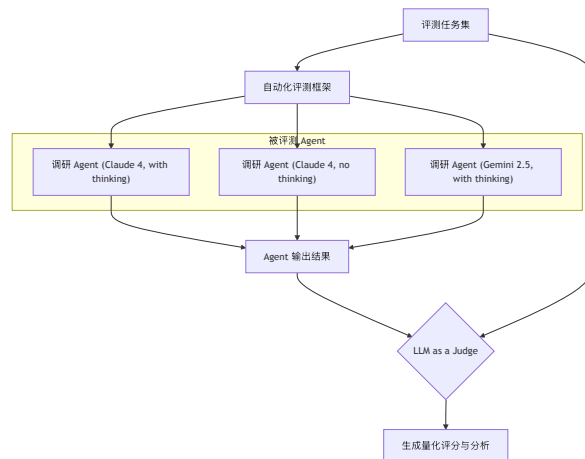 评测任务集
自动化评测框架
被评测 Agent
调研 Agent (Claude 4, with
thinking)
调研 Agent (Claude 4, no
thinking)
调研 Agent (Gemini 2.5,
with thinking)
Agent 输出结果
LLM as a Judge
生成量化评分与分析